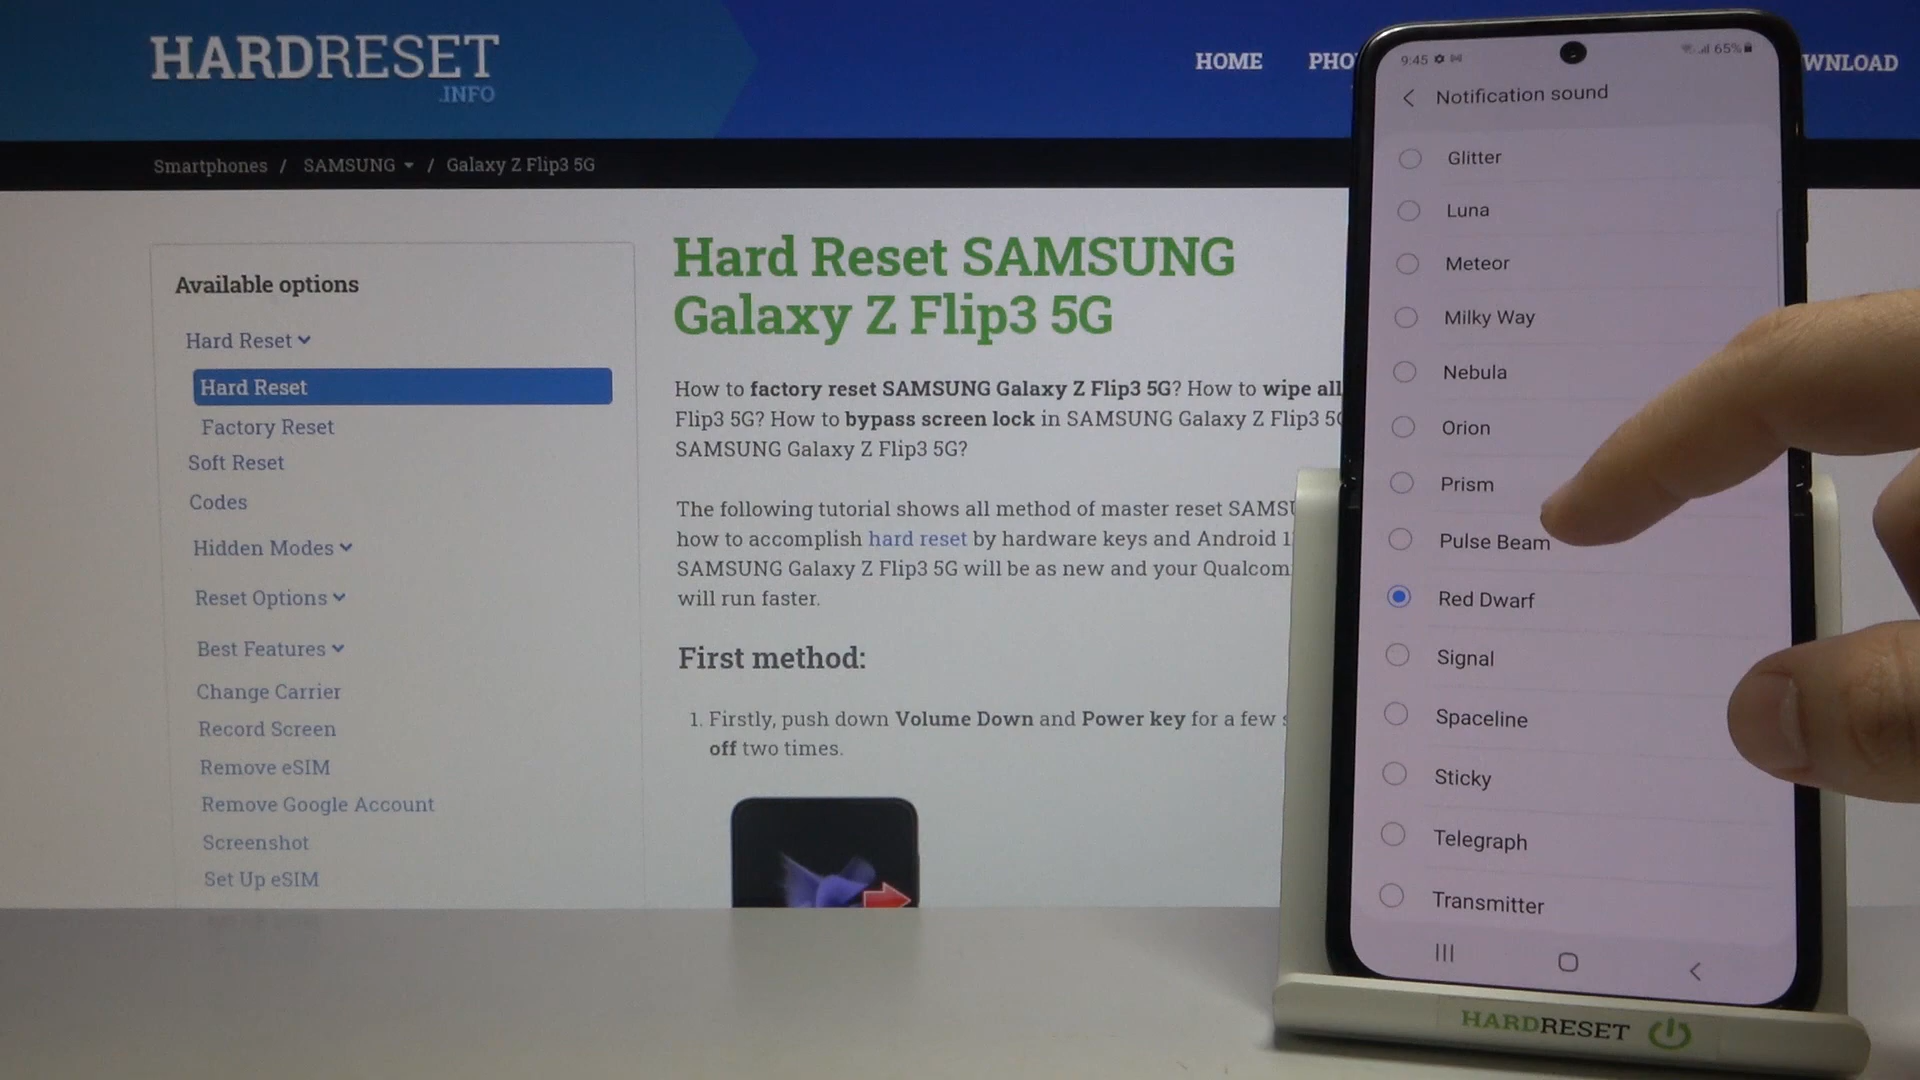 HARDRESET
.INFO
HOME
PHO
WNLOAD
Smartphones / SAMSUNG / Galaxy Z Flip3 5G
Available options
Hard Reset
Hard Reset
Factory Reset
Soft Reset
Codes
Hidden Modes
Reset Options
Best Features
Change Carrier
Record Screen
Remove eSIM
Remove Google Account
Screenshot
Set Up eSIM
Hard Reset SAMSUNG
Galaxy Z Flip3 5G
How to factory reset SAMSUNG Galaxy Z Flip3 5G? How to wipe all
Flip3 5G? How to bypass screen lock in SAMSUNG Galaxy Z Flip3 5G
SAMSUNG Galaxy Z Flip3 5G?
The following tutorial shows all method of master reset SAMSU
how to accomplish hard reset by hardware keys and Android 1
SAMSUNG Galaxy Z Flip3 5G will be as new and your Qualcom
will run faster.
First method:
1. Firstly, push down Volume Down and Power key for a few s
off two times.
9:45
65%
Notification sound
Glitter
Luna
Meteor
Milky Way
Nebula
Orion
Prism
Pulse Beam
Red Dwarf
Signal
Spaceline
Sticky
Telegraph
Transmitter
HARDRESET